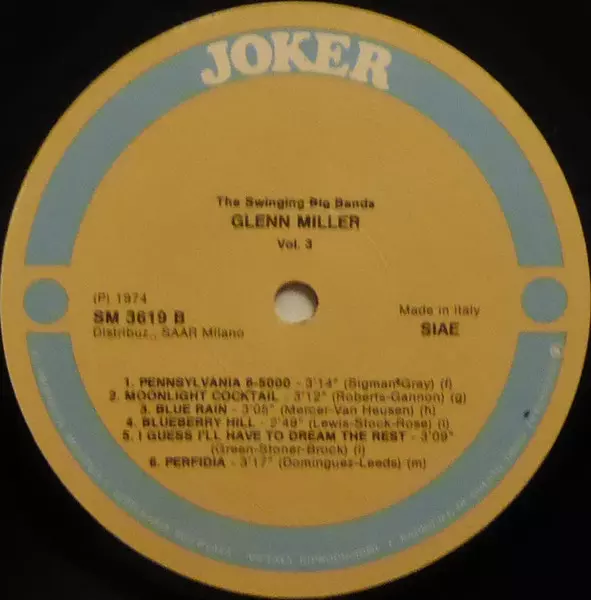 JOKER
The Swinging Big Bands
GLENN MILLER
Vol. 3
(P) 1974
SM 3619 B
Distribuz., SAAR Milano
Made in Italy
SIAE
1. PENNSYLVANIA 6-5000 - 3'14" (Sigman-Gray) (f)
2. MOONLIGHT COCKTAIL - 3'12" (Roberts-Gannon) (g)
3. BLUE RAIN - 3'05" (Mercer-Van Heusen) (h)
4. BLUEBERRY HILL - 2'49" (Lewis-Stock-Rose) (i)
5. I GUESS I'LL HAVE TO DREAM THE REST - 3'09"
(Green-Stoner-Block) (l)
6. PERFIDIA - 3'17" (Dominguez-Leeds) (m)